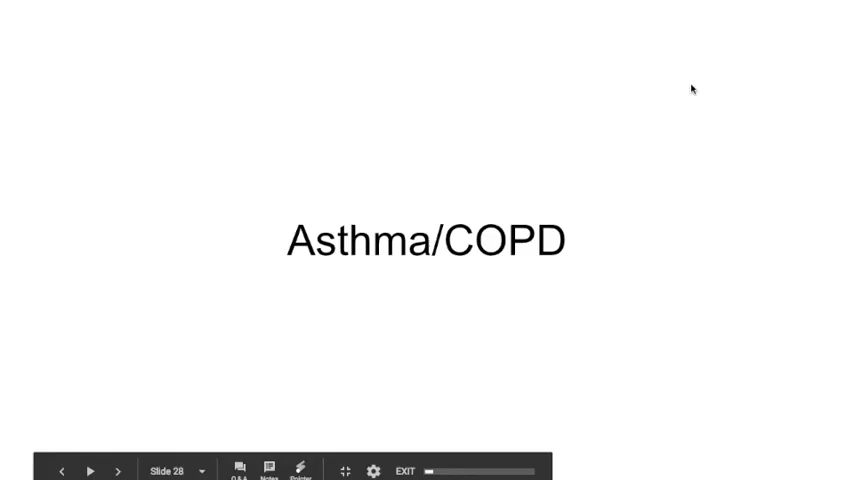 Asthma/COPD
Slide 28
Q&A
Notes
Pointer
EXIT